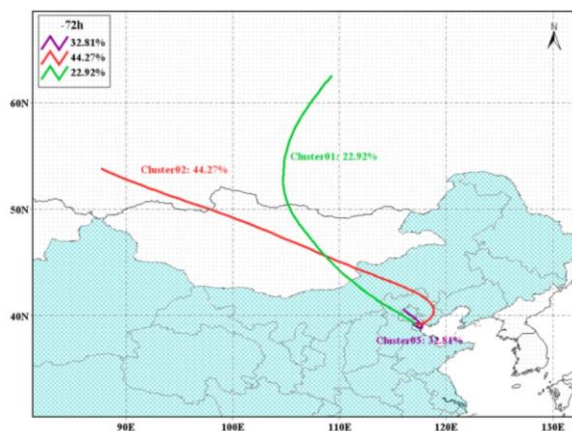 -72h
32.81%
44.27%
22.92%
N
60N
50N
40N
Cluster02: 44.27%
Cluster01: 22.92%
Cluster03: 32.81%
90E
100E
110E
120E
130E